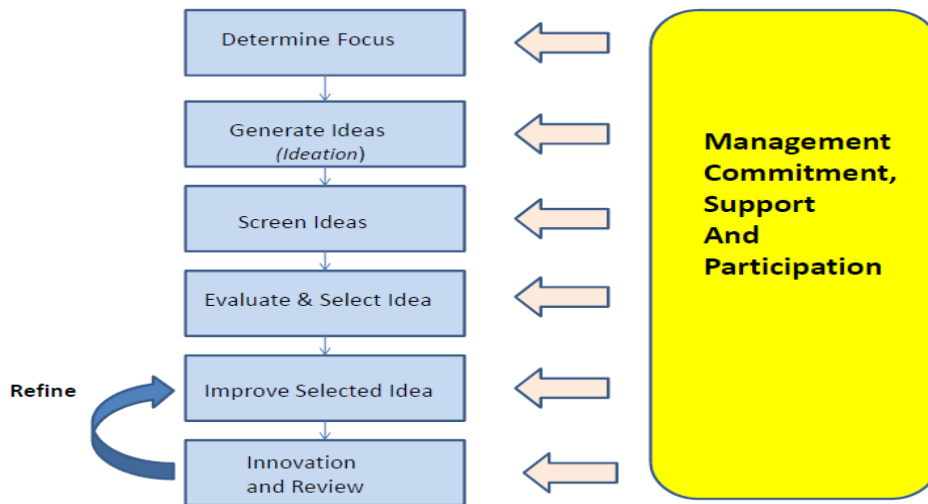 Determine Focus
Generate Ideas
(Ideation)
Screen Ideas
Evaluate & Select Idea
Improve Selected Idea
Innovation
and Review
Refine
Management
Commitment,
Support
And
Participation